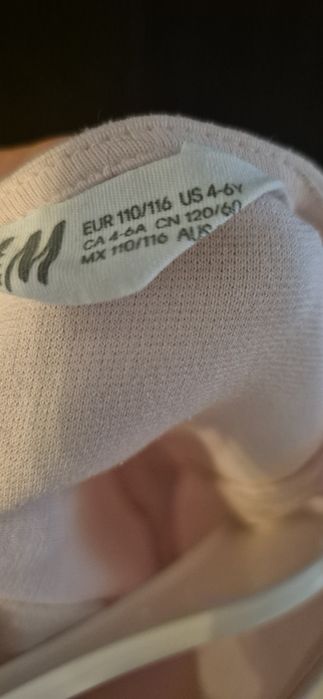 EUR 110/116 US 4-6Y
CA 4-6A CN 120/60
MX 110/116 AUS